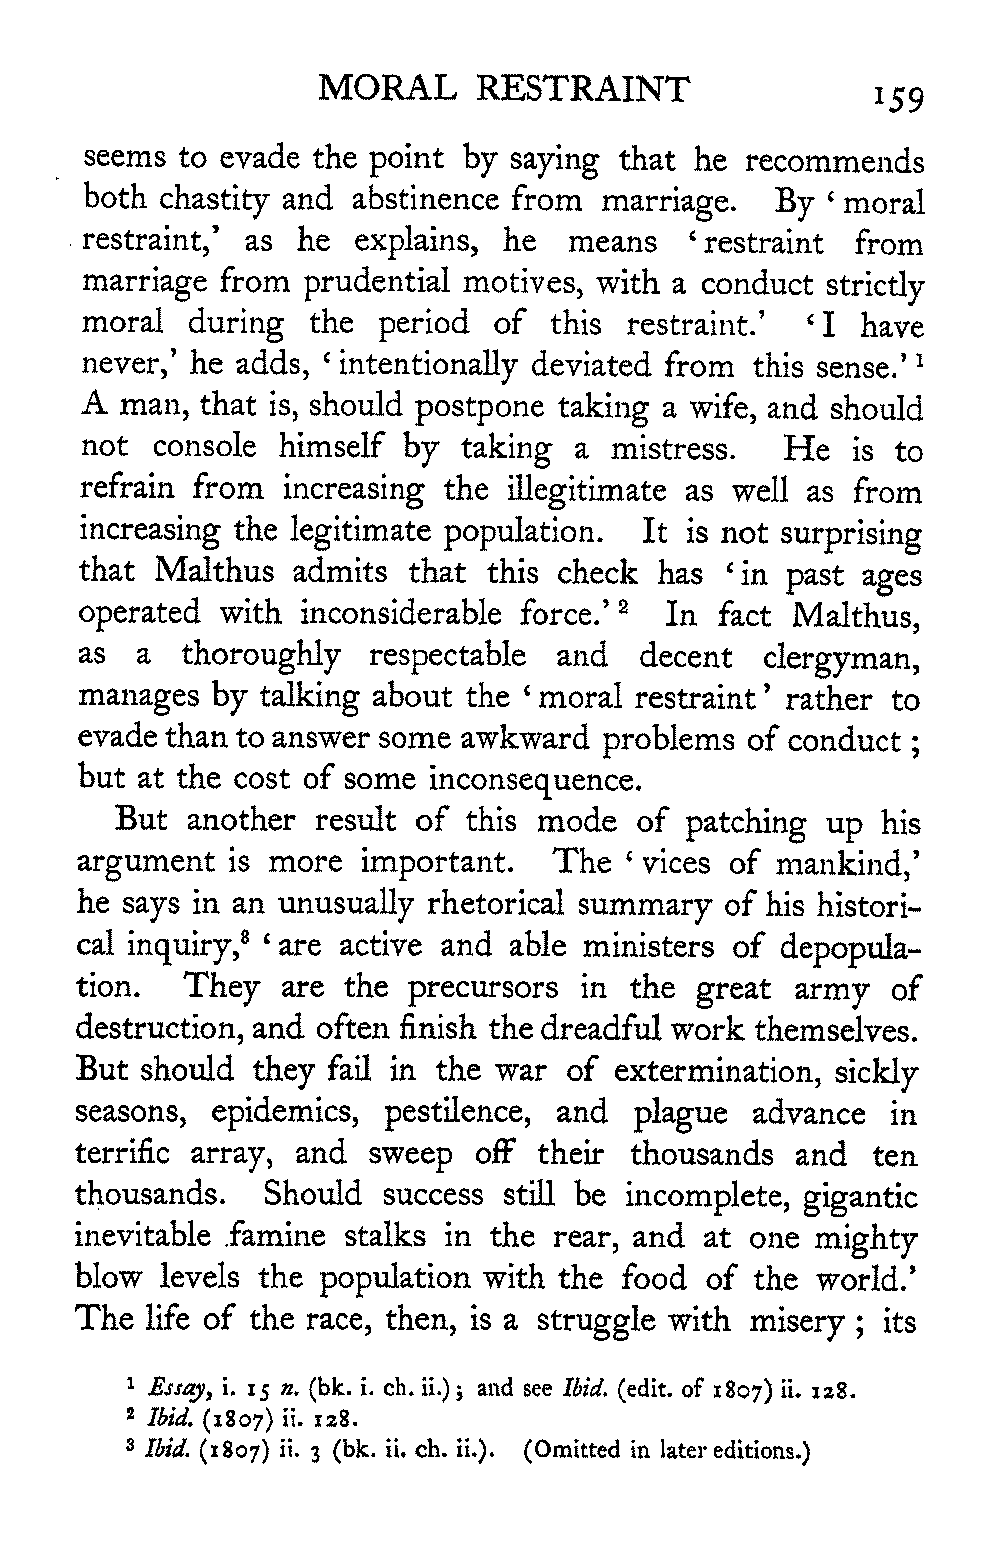 MORAL RESTRAINT 159
seems to evade the point by saying that he recommends
both chastity and abstinence from marriage. By ‘ moral
restraint,’ as he explains, he means ‘ restraint from
marriage from prudential motives, with a conduct strictly
moral during the period of this restraint.’ ‘ I have
never,’ he adds, ‘ intentionally deviated from this sense.’ ¹
A man, that is, should postpone taking a wife, and should
not console himself by taking a mistress. He is to
refrain from increasing the illegitimate as well as from
increasing the legitimate population. It is not surprising
that Malthus admits that this check has ‘ in past ages
operated with inconsiderable force.’ ² In fact Malthus,
as a thoroughly respectable and decent clergyman,
manages by talking about the ‘ moral restraint ’ rather to
evade than to answer some awkward problems of conduct ;
but at the cost of some inconsequence.
But another result of this mode of patching up his
argument is more important. The ‘ vices of mankind,’
he says in an unusually rhetorical summary of his histori-
cal inquiry,³ ‘ are active and able ministers of depopula-
tion. They are the precursors in the great army of
destruction, and often finish the dreadful work themselves.
But should they fail in the war of extermination, sickly
seasons, epidemics, pestilence, and plague advance in
terrific array, and sweep off their thousands and ten
thousands. Should success still be incomplete, gigantic
inevitable famine stalks in the rear, and at one mighty
blow levels the population with the food of the world.’
The life of the race, then, is a struggle with misery ; its
¹ Essay, i. 15 n. (bk. i. ch. ii.) ; and see Ibid. (edit. of 1807) ii. 128.
² Ibid. (1807) ii. 128.
³ Ibid. (1807) ii. 3 (bk. ii. ch. ii.). (Omitted in later editions.)